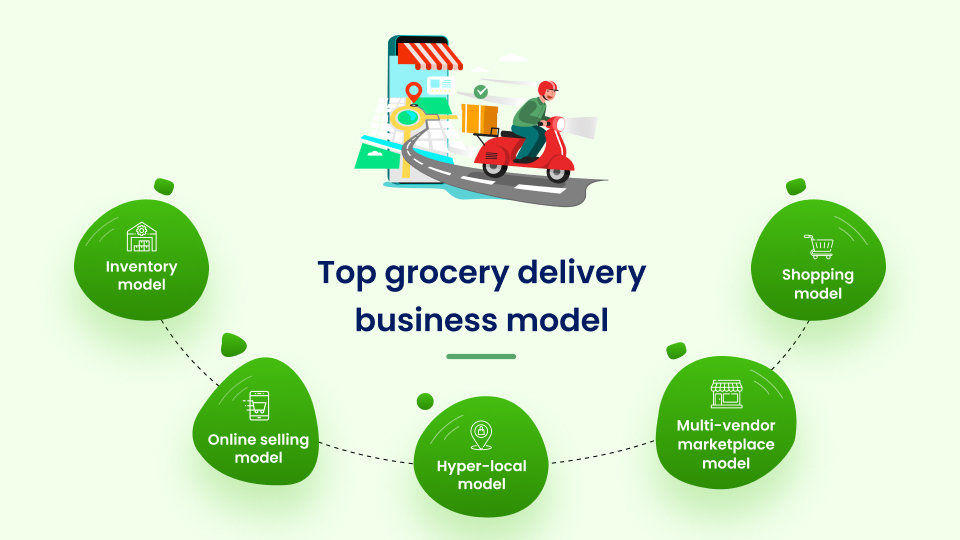 Top grocery delivery
business model
Inventory
model
Online selling
model
Hyper-local
model
Multi-vendor
marketplace
model
Shopping
model